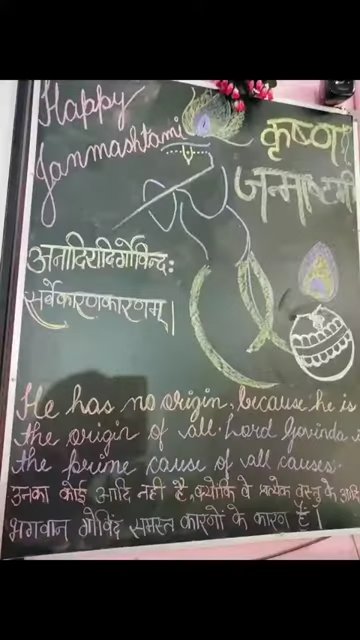 Happy
Janmashtami
कृष्ण
जन्माष्टमी
अनादिरादिर्गोविन्दः
सर्वकारणकारणम् |
He has no origin, because he is
the origin of all. Lord Govinda is
the prime cause of all causes.
उनका कोई आदि नही है, क्योकि वे प्रत्येक वस्तु के आदि
भगवान गोविंद समस्त कारणों के कारण हैं |